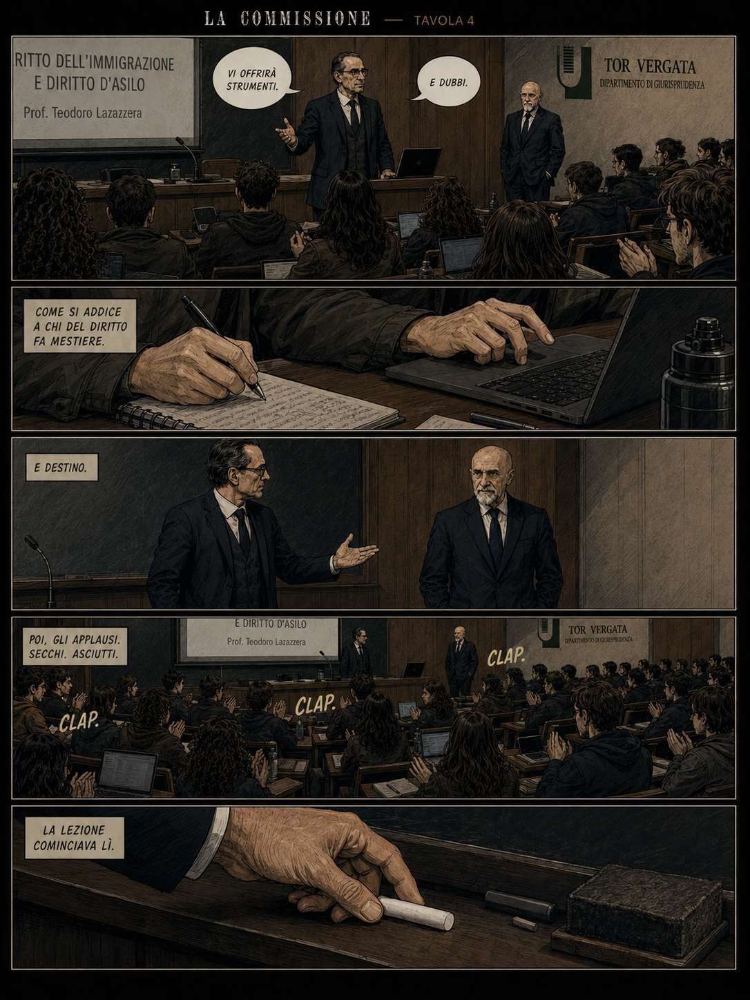 LA COMMISSIONE — TAVOLA 4
RITTO DELL'IMMIGRAZIONE
E DIRITTO D'ASILO
Prof. Teodoro Lazazzera
VI OFFRIRÀ
STRUMENTI.
E DUBBI.
TOR VERGATA
DIPARTIMENTO DI GIURISPRUDENZA
COME SI ADDICE
A CHI DEL DIRITTO
FA MESTIERE.
E DESTINO.
POI, GLI APPLAUSI.
SECCHI. ASCIUTTI.
E DIRITTO D'ASILO
Prof. Teodoro Lazazzera
TOR VERGATA
DIPARTIMENTO DI GIURISPRUDENZA
CLAP.
CLAP.
CLAP.
LA LEZIONE
COMINCIAVA LÌ.